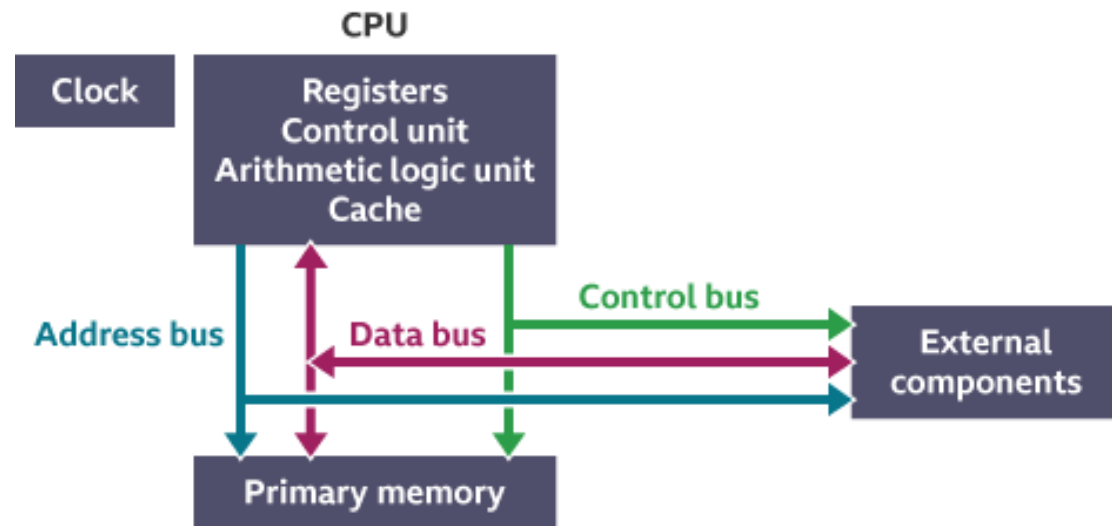 CPU
Clock
Registers
Control unit
Arithmetic logic unit
Cache
Control bus
Address bus
Data bus
External
components
Primary memory